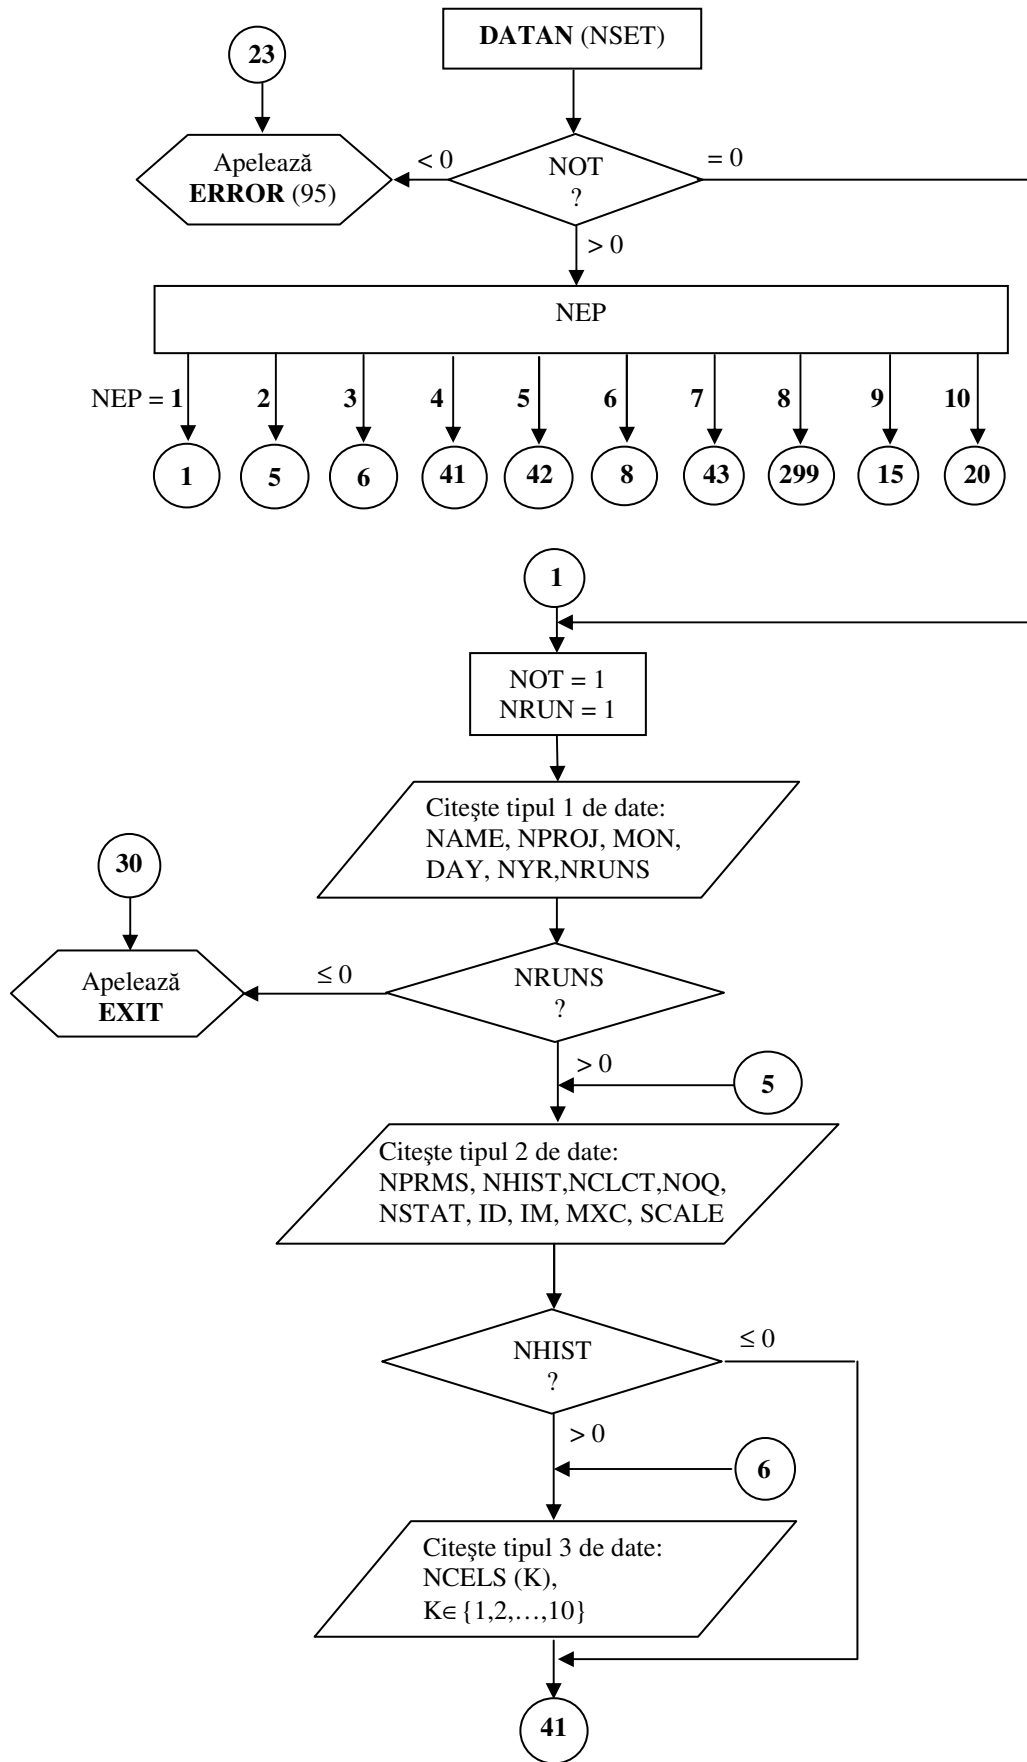 DATAN (NSET)
23
Apelează
ERROR (95)
< 0
NOT
?
= 0
> 0
NEP
NEP = 1 2 3 4 5 6 7 8 9 10
1 5 6 41 42 8 43 299 15 20
1
NOT = 1
NRUN = 1
Citeşte tipul 1 de date:
NAME, NPROJ, MON,
DAY, NYR,NRUNS
30
Apelează
EXIT
≤ 0
NRUNS
?
> 0
5
Citeşte tipul 2 de date:
NPRMS, NHIST,NCLCT,NOQ,
NSTAT, ID, IM, MXC, SCALE
NHIST
?
≤ 0
> 0
6
Citeşte tipul 3 de date:
NCELS (K),
K∈{1,2,…,10}
41